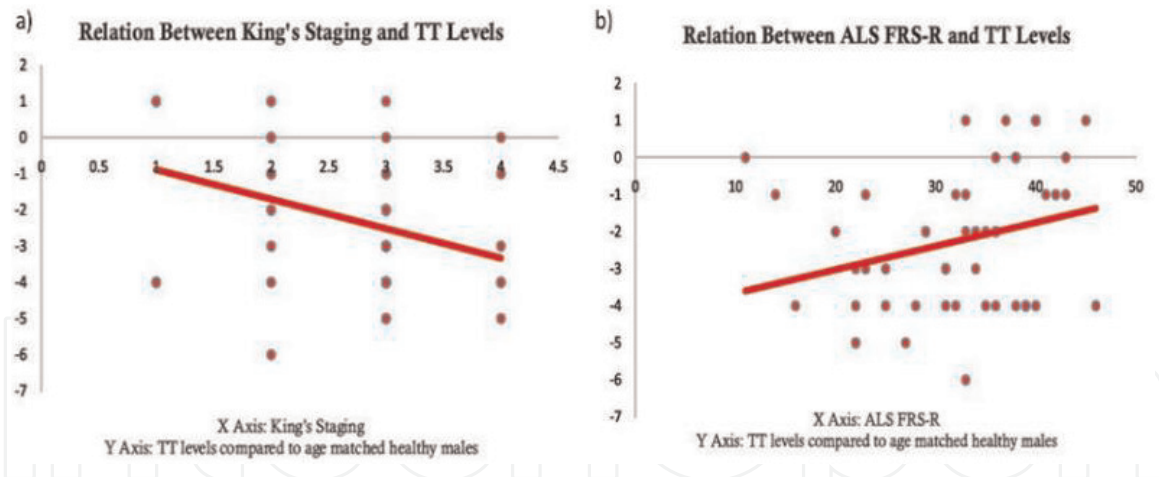 a)
Relation Between King's Staging and TT Levels
2
1
0
0 0.5 1 1.5 2 2.5 3 3.5 4 4.5
-1
-2
-3
-4
-5
-6
-7
X Axis: King's Staging
Y Axis: TT levels compared to age matched healthy males
b)
Relation Between ALS FRS-R and TT Levels
2
1
0
0 10 20 30 40 50
-1
-2
-3
-4
-5
-6
-7
X Axis: ALS FRS-R
Y Axis: TT levels compared to age matched healthy males